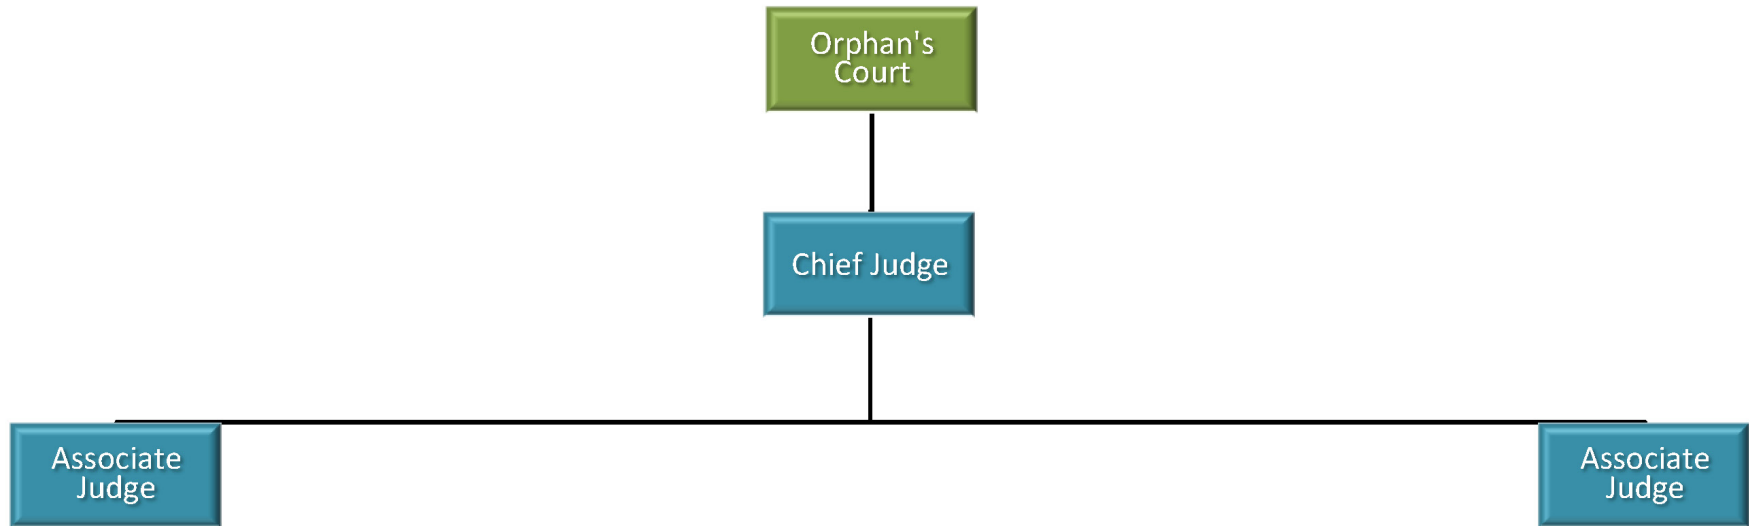 Orphan's
Court
Chief Judge
Associate
Judge
Associate
Judge